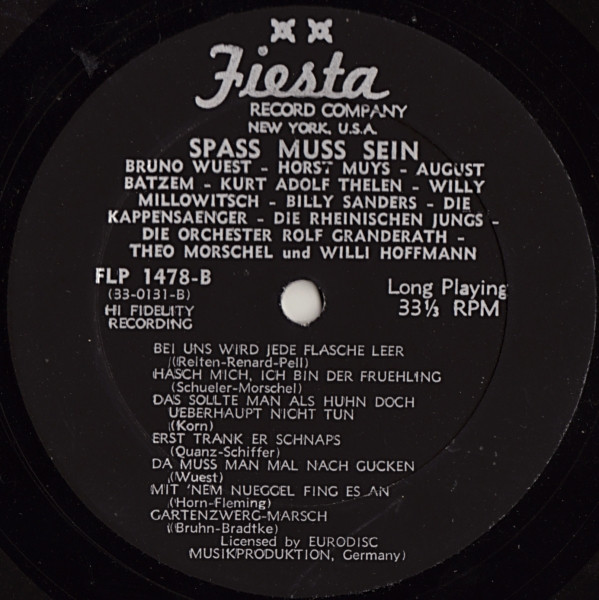 Fiesta
RECORD COMPANY
NEW YORK, U.S.A.
SPASS MUSS SEIN
BRUNO WUEST - HORST MUYS - AUGUST
BATZEM - KURT ADOLF THELEN - WILLY
MILLOWITSCH - BILLY SANDERS - DIE
KAPPENSAENGER - DIE RHEINISCHEN JUNGS -
DIE ORCHESTER ROLF GRANDERATH -
THEO MORSCHEL und WILLI HOFFMANN
FLP 1478-B
(33-0131-B)
HI FIDELITY
RECORDING
Long Playing
33⅓ RPM
BEI UNS WIRD JEDE FLASCHE LEER
((Reiten-Renard-Pell)
HASCH MICH, ICH BIN DER FRUEHLING
(Schueler-Morschel)
DAS SOLLTE MAN ALS HUHN DOCH
UEBERHAUPT NICHT TUN
(Korn)
ERST TRANK ER SCHNAPS
(Quanz-Schiffer)
DA MUSS MAN MAL NACH GUCKEN
(Wuest)
MIT 'NEM NUEGGEL FING ES AN
(Horn-Fleming)
GARTENZWERG-MARSCH
((Bruhn-Bradtke)
Licensed by EURODISC
MUSIKPRODUKTION, Germany)